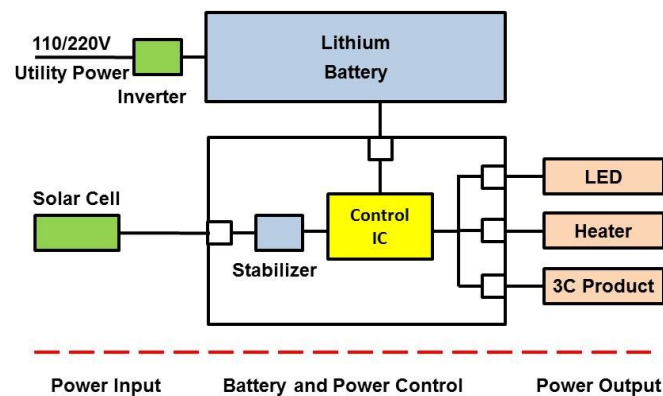 110/220V
Utility Power
Inverter
Lithium
Battery
Solar Cell
Stabilizer
Control
IC
LED
Heater
3C Product
Power Input
Battery and Power Control
Power Output